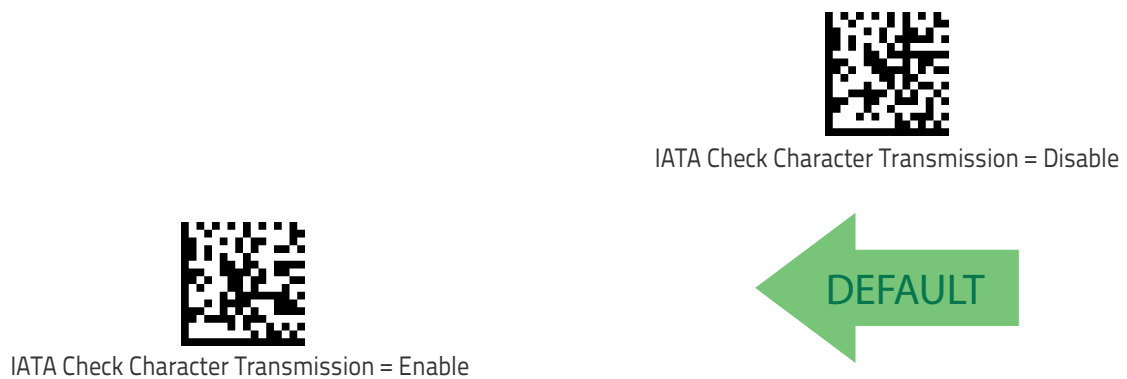 IATA Check Character Transmission = Disable
DEFAULT
IATA Check Character Transmission = Enable